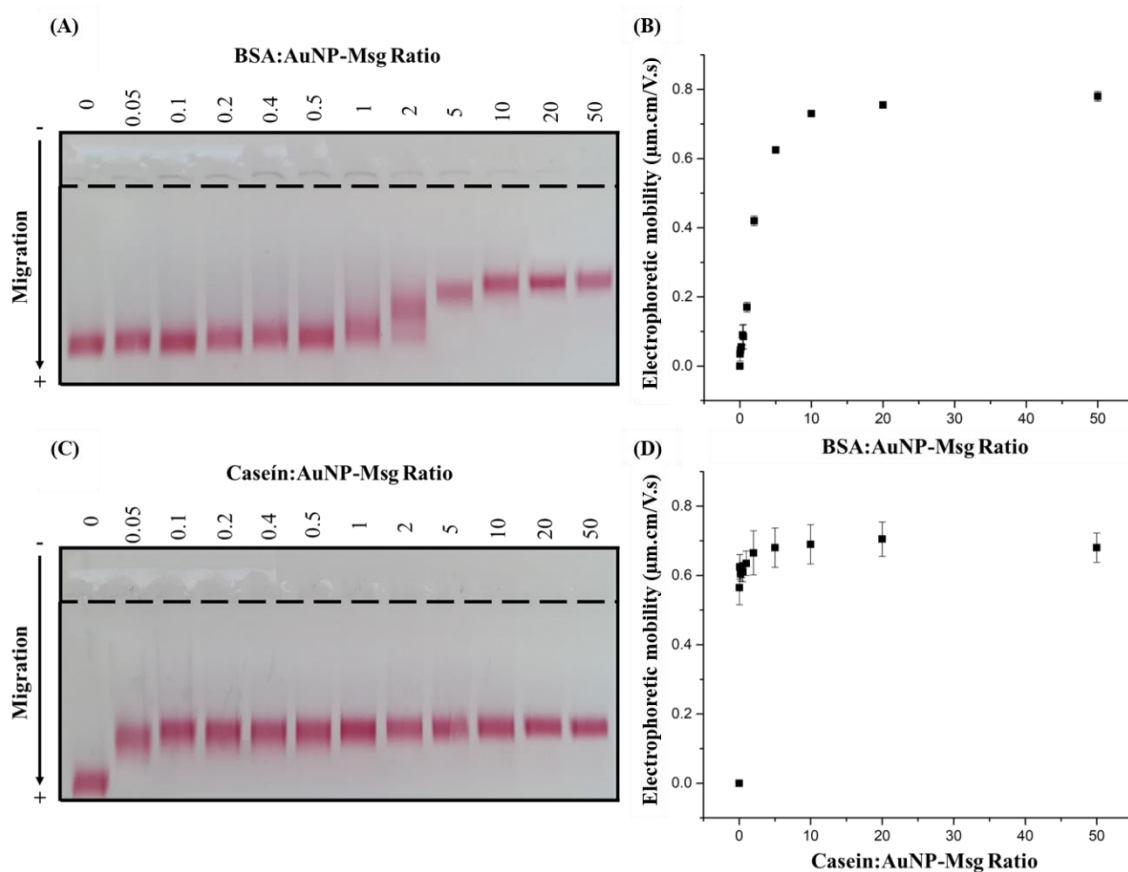 (A)
BSA:AuNP-Msg Ratio
0 0.05 0.1 0.2 0.4 0.5 1 2 5 10 20 50
-
Migration
+
(B)
Electrophoretic mobility (µm.cm/V.s)
0.8
0.6
0.4
0.2
0.0
0 10 20 30 40 50
BSA:AuNP-Msg Ratio
(C)
Caseín:AuNP-Msg Ratio
0 0.05 0.1 0.2 0.4 0.5 1 2 5 10 20 50
-
Migration
+
(D)
Electrophoretic mobility (µm.cm/V.s)
0.8
0.6
0.4
0.2
0.0
0 10 20 30 40 50
Casein:AuNP-Msg Ratio